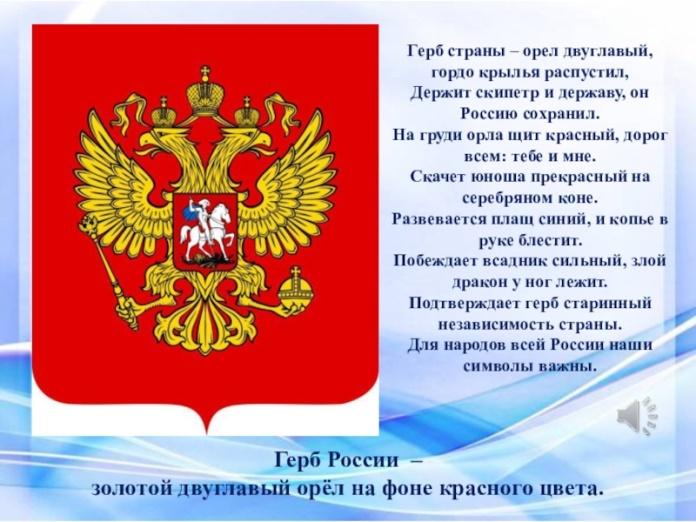 Герб страны – орел двуглавый,
гордо крылья распустил,
Держит скипетр и державу, он
Россию сохранил.
На груди орла щит красный, дорог
всем: тебе и мне.
Скачет юноша прекрасный на
серебряном коне.
Развевается плащ синий, и копье в
руке блестит.
Побеждает всадник сильный, злой
дракон у ног лежит.
Подтверждает герб старинный
независимость страны.
Для народов всей России наши
символы важны.
Герб России –
золотой двуглавый орёл на фоне красного цвета.